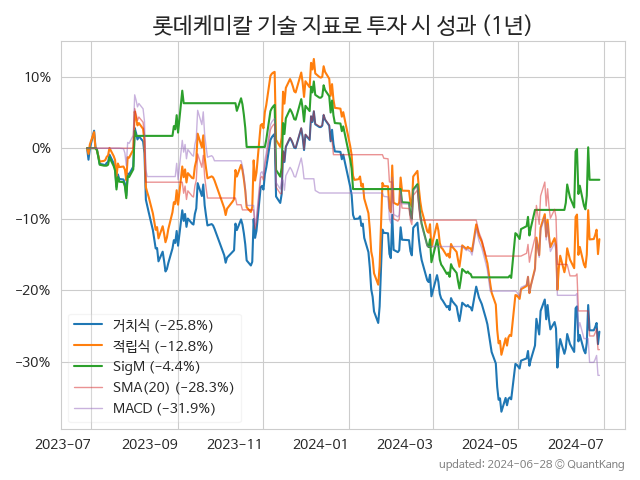 롯데케미칼 기술 지표로 투자 시 성과 (1년)
10%
0%
−10%
−20%
−30%
거치식 (−25.8%)
적립식 (−12.8%)
SigM (−4.4%)
SMA(20) (−28.3%)
MACD (−31.9%)
2023-07 2023-09 2023-11 2024-01 2024-03 2024-05 2024-07
updated: 2024-06-28 © QuantKang